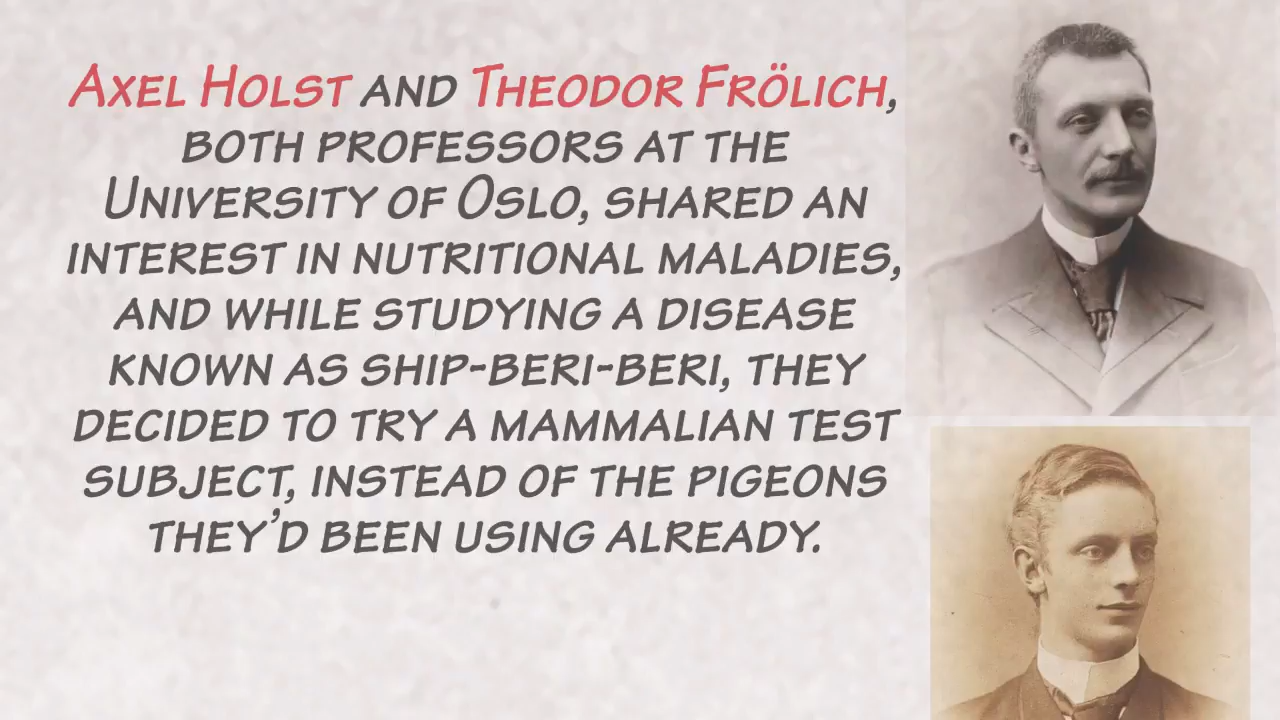 Axel Holst and Theodor Frölich,
both professors at the
University of Oslo, shared an
interest in nutritional maladies,
and while studying a disease
known as ship-beri-beri, they
decided to try a mammalian test
subject, instead of the pigeons
they'd been using already.